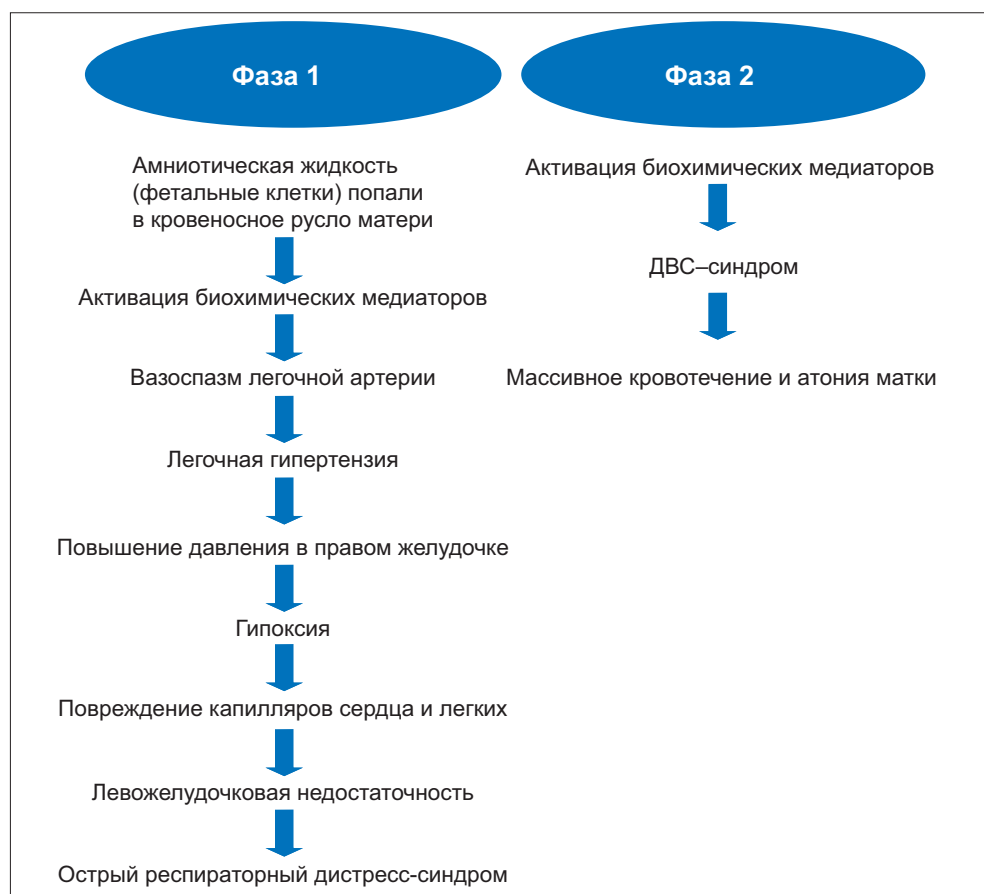 Фаза 1
Амниотическая жидкость
(фетальные клетки) попали
в кровеносное русло матери
Активация биохимических медиаторов
Вазоспазм легочной артерии
Легочная гипертензия
Повышение давления в правом желудочке
Гипоксия
Повреждение капилляров сердца и легких
Левожелудочковая недостаточность
Острый респираторный дистресс-синдром
Фаза 2
Активация биохимических медиаторов
ДВС–синдром
Массивное кровотечение и атония матки